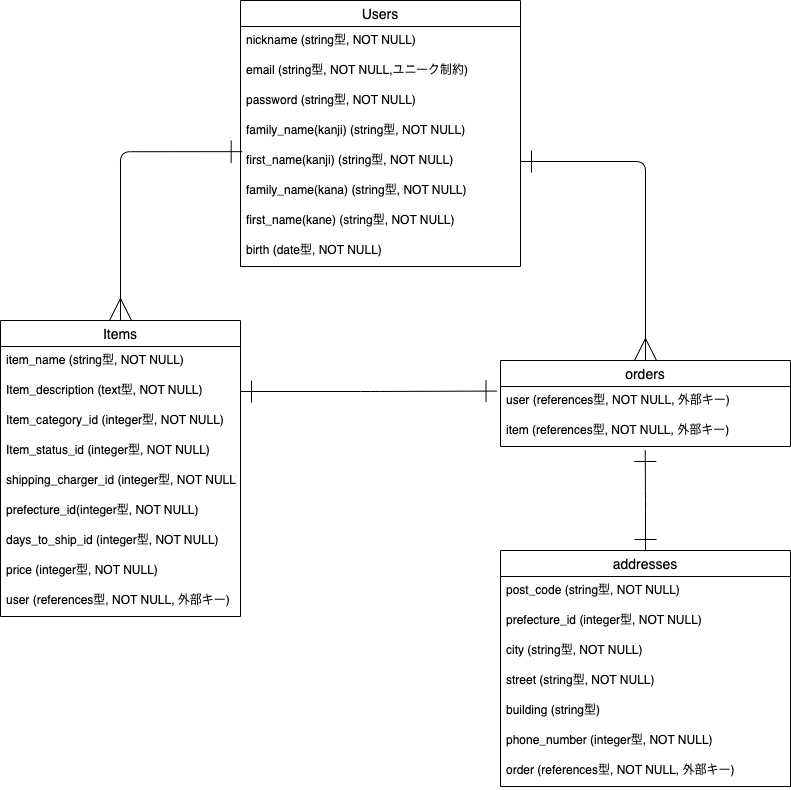 Users
nickname (string型, NOT NULL)
email (string型, NOT NULL,ユニーク制約)
password (string型, NOT NULL)
family_name(kanji) (string型, NOT NULL)
first_name(kanji) (string型, NOT NULL)
family_name(kana) (string型, NOT NULL)
first_name(kane) (string型, NOT NULL)
birth (date型, NOT NULL)
Items
item_name (string型, NOT NULL)
Item_description (text型, NOT NULL)
Item_category_id (integer型, NOT NULL)
Item_status_id (integer型, NOT NULL)
shipping_charger_id (integer型, NOT NULL
prefecture_id(integer型, NOT NULL)
days_to_ship_id (integer型, NOT NULL)
price (integer型, NOT NULL)
user (references型, NOT NULL, 外部キー)
orders
user (references型, NOT NULL, 外部キー)
item (references型, NOT NULL, 外部キー)
addresses
post_code (string型, NOT NULL)
prefecture_id (integer型, NOT NULL)
city (string型, NOT NULL)
street (string型, NOT NULL)
building (string型)
phone_number (integer型, NOT NULL)
order (references型, NOT NULL, 外部キー)